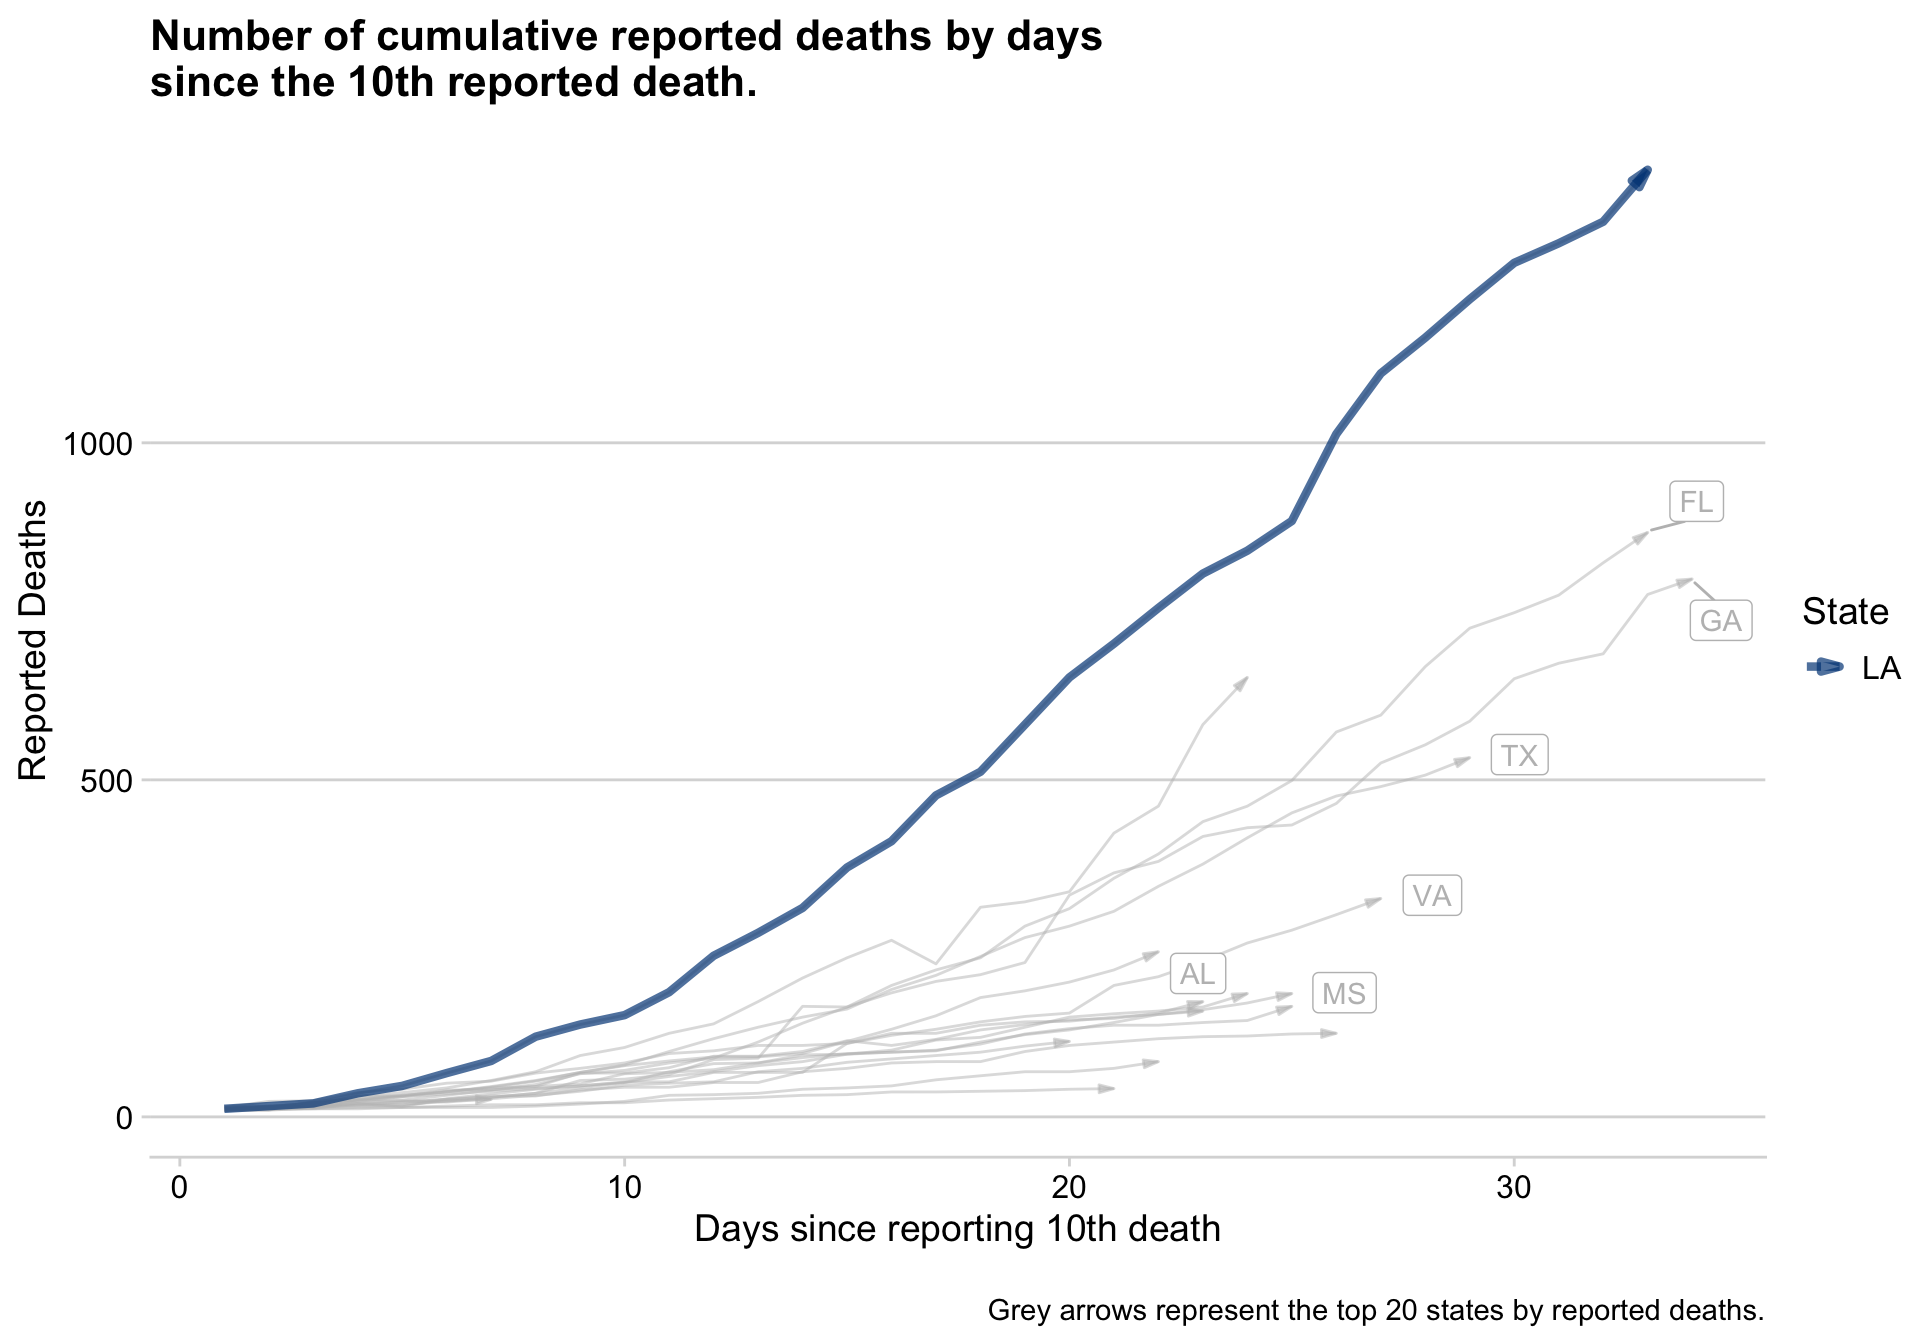 Number of cumulative reported deaths by days
since the 10th reported death.
Reported Deaths
1000
500
0
FL
GA
TX
VA
AL
MS
State
LA
0
10
20
30
Days since reporting 10th death
Grey arrows represent the top 20 states by reported deaths.